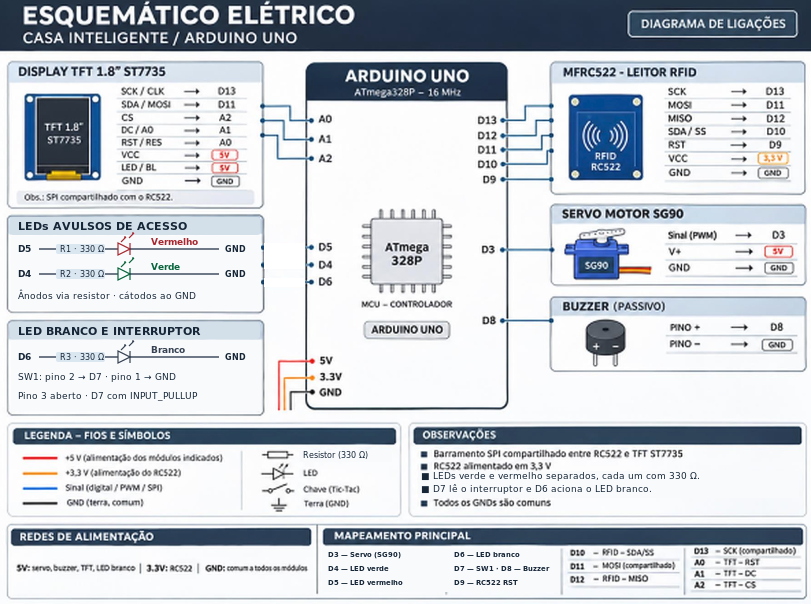 ESQUEMÁTICO ELÉTRICO
CASA INTELIGENTE / ARDUINO UNO
DIAGRAMA DE LIGAÇÕES
DISPLAY TFT 1.8” ST7735
TFT 1.8”
ST7735
SCK / CLK → D13
SDA / MOSI → D11
CS → A2
DC / A0 → A1
RST / RES → A0
VCC → 5V
LED / BL → 5V
GND → GND
Obs.: SPI compartilhado com o RC522.
LEDs AVULSOS DE ACESSO
D5 R1 · 330 Ω Vermelho GND
D4 R2 · 330 Ω Verde GND
Ânodos via resistor · cátodos ao GND
LED BRANCO E INTERRUPTOR
D6 R3 · 330 Ω Branco GND
SW1: pino 2 → D7 · pino 1 → GND
Pino 3 aberto · D7 com INPUT_PULLUP
ARDUINO UNO
ATmega328P – 16 MHz
A0
A1
A2
D5
D4
D6
5V
3.3V
GND
D13
D12
D11
D10
D9
D3
D8
ATmega
328P
MCU – CONTROLADOR
ARDUINO UNO
MFRC522 - LEITOR RFID
RFID
RC522
SCK → D13
MOSI → D11
MISO → D12
SDA / SS → D10
RST → D9
VCC → 3,3 V
GND → GND
SERVO MOTOR SG90
SG90
Sinal (PWM) → D3
V+ → 5V
GND → GND
BUZZER (PASSIVO)
+ −
PINO + → D8
PINO − → GND
LEGENDA – FIOS E SÍMBOLOS
+5 V (alimentação dos módulos indicados)
+3,3 V (alimentação do RC522)
Sinal (digital / PWM / SPI)
GND (terra, comum)
Resistor (330 Ω)
LED
Chave (Tic-Tac)
Terra (GND)
OBSERVAÇÕES
■ Barramento SPI compartilhado entre RC522 e TFT ST7735
■ RC522 alimentado em 3,3 V
■ LEDs verde e vermelho separados, cada um com 330 Ω.
■ D7 lê o interruptor e D6 aciona o LED branco.
■ Todos os GNDs são comuns
REDES DE ALIMENTAÇÃO
5V: servo, buzzer, TFT, LED branco | 3.3V: RC522 | GND: comum a todos os módulos
MAPEAMENTO PRINCIPAL
D3 — Servo (SG90)
D4 — LED verde
D5 — LED vermelho
D6 — LED branco
D7 — SW1 · D8 — Buzzer
D9 — RC522 RST
D10 – RFID – SDA/SS
D11 – MOSI (compartilhado)
D12 – RFID – MISO
D13 – SCK (compartilhado)
A0 – TFT – RST
A1 – TFT – DC
A2 – TFT – CS